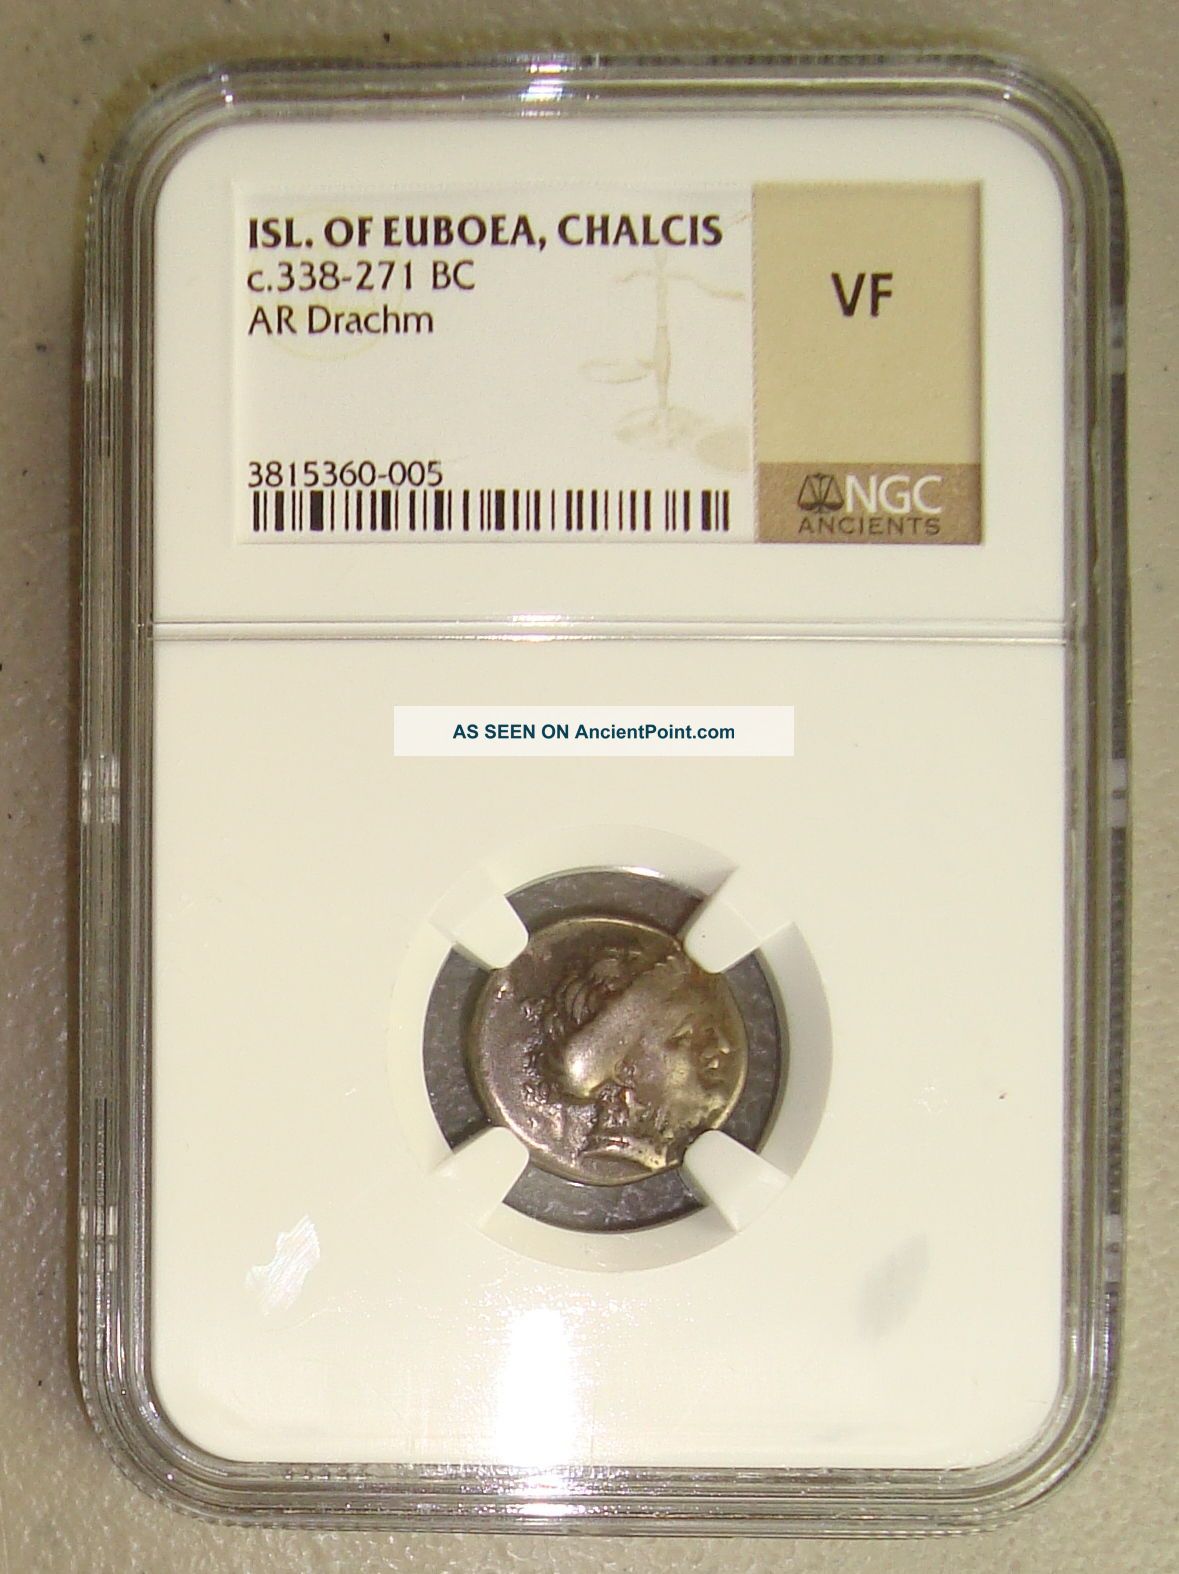 ISL. OF EUBOEA, CHALCIS
c.338-271 BC
AR Drachm
VF
3815360-005
NGC
ANCIENTS
AS SEEN ON AncientPoint.com